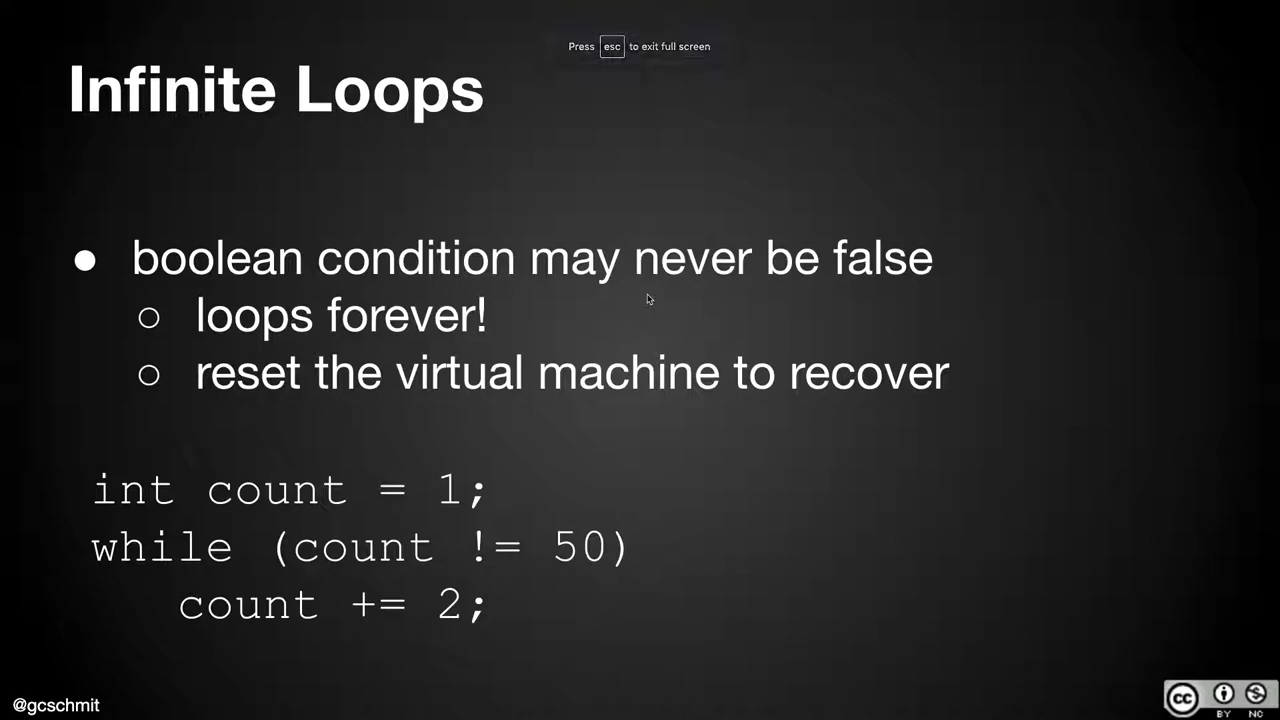 Press esc to exit full screen
Infinite Loops
● boolean condition may never be false
○ loops forever!
○ reset the virtual machine to recover
int count = 1;
while (count != 50)
count += 2;
@gcschmit
cc
BY NC